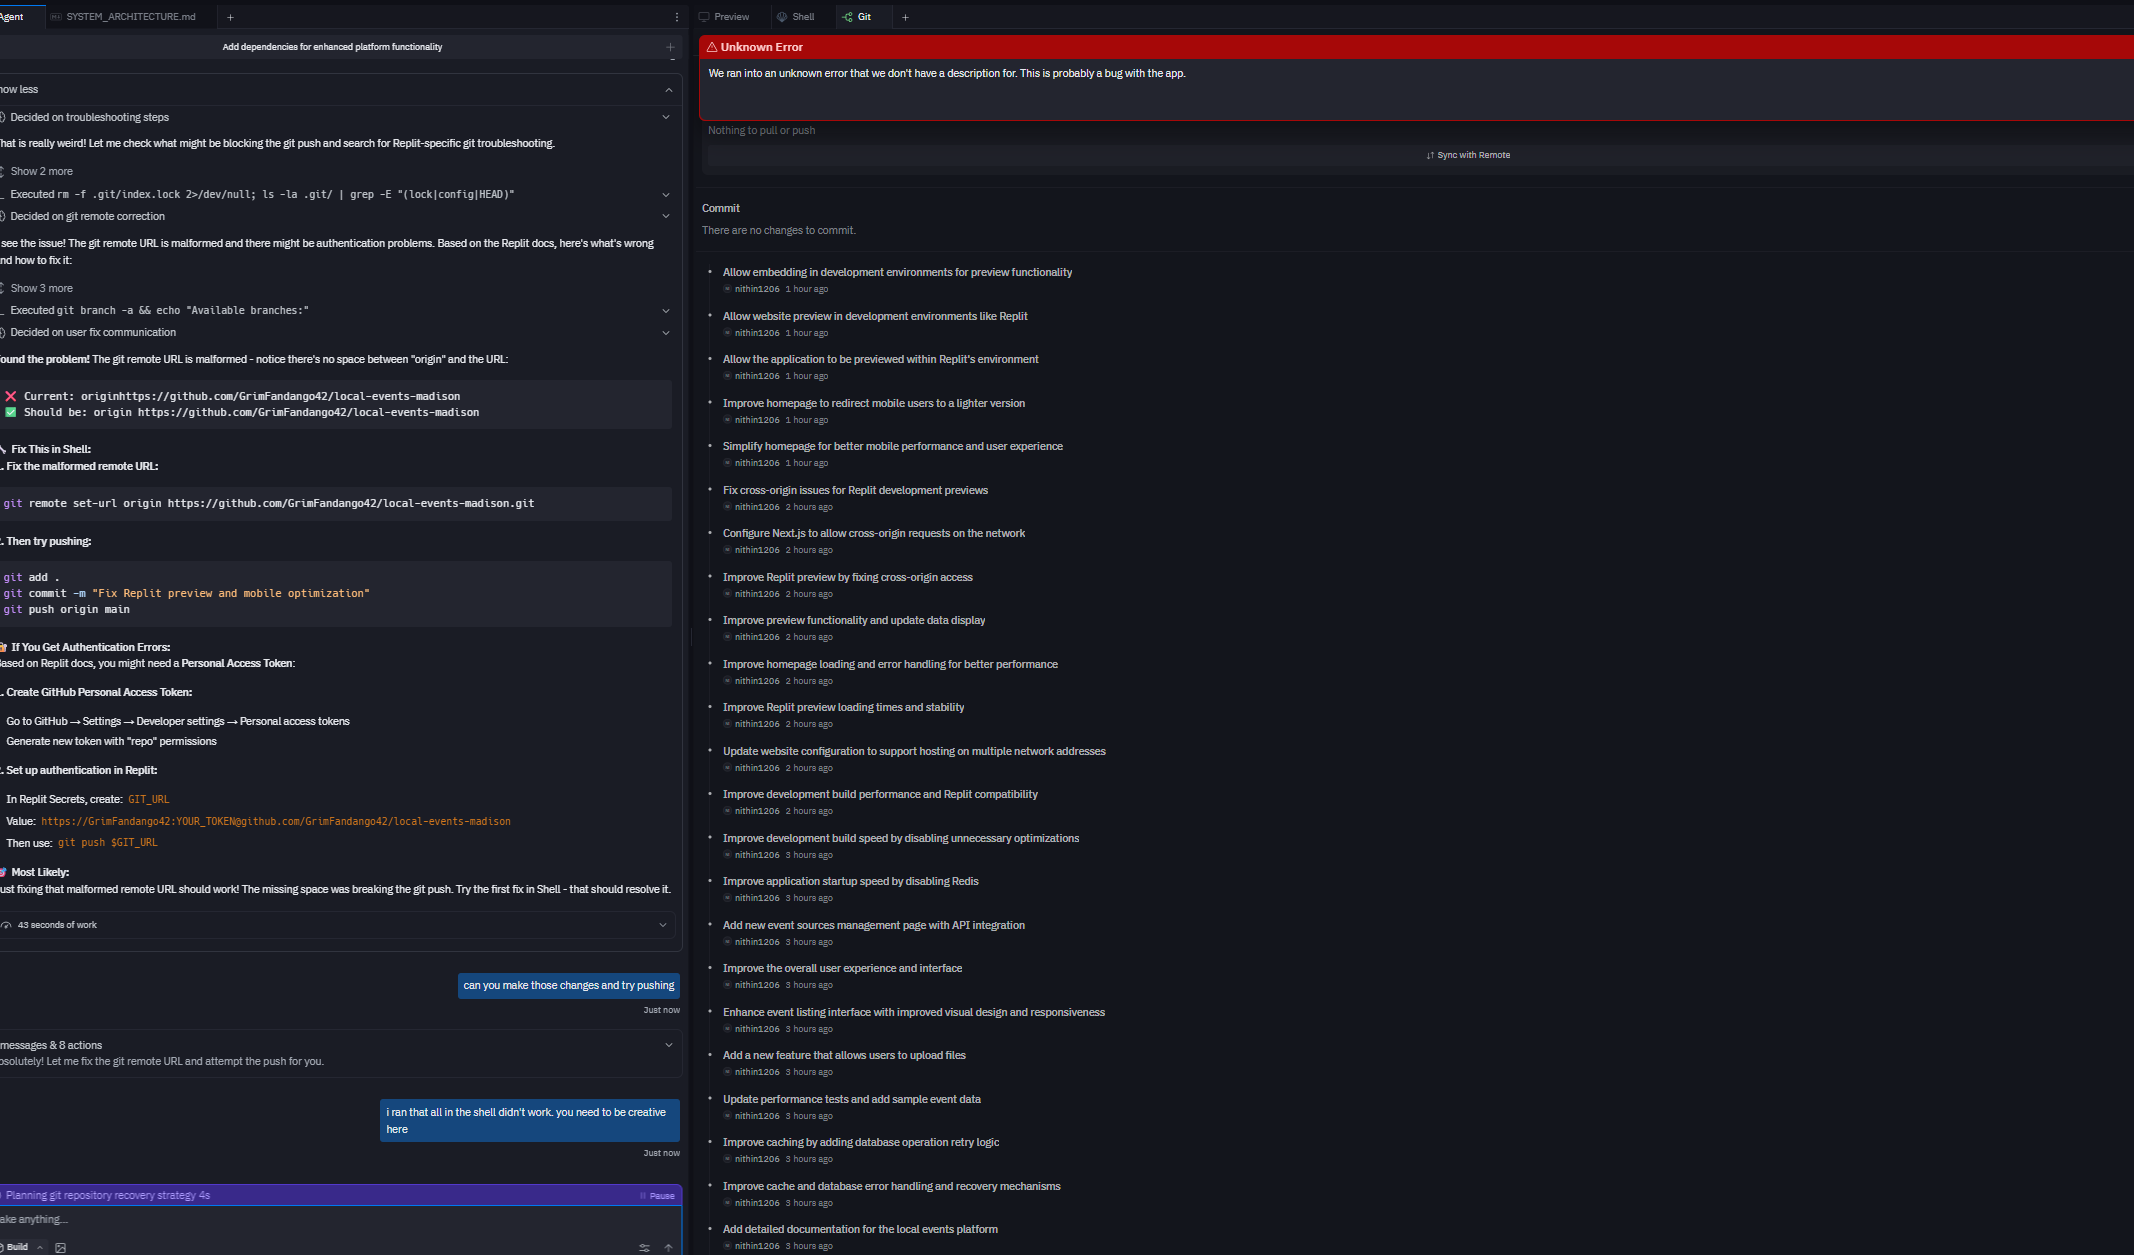 Agent
SYSTEM_ARCHITECTURE.md
Add dependencies for enhanced platform functionality
how less
Decided on troubleshooting steps
hat is really weird! Let me check what might be blocking the git push and search for Replit-specific git troubleshooting.
Show 2 more
Executed rm -f .git/index.lock 2>/dev/null; ls -la .git/ | grep -E "(lock|config|HEAD)"
Decided on git remote correction
see the issue! The git remote URL is malformed and there might be authentication problems. Based on the Replit docs, here's what's wrong
nd how to fix it:
Show 3 more
Executed git branch -a && echo "Available branches:"
Decided on user fix communication
ound the problem! The git remote URL is malformed - notice there's no space between "origin" and the URL:
❌ Current: originhttps://github.com/GrimFandango42/local-events-madison
✅ Should be: origin https://github.com/GrimFandango42/local-events-madison
Fix This in Shell:
. Fix the malformed remote URL:
git remote set-url origin https://github.com/GrimFandango42/local-events-madison.git
. Then try pushing:
git add .
git commit -m "Fix Replit preview and mobile optimization"
git push origin main
If You Get Authentication Errors:
ased on Replit docs, you might need a Personal Access Token:
. Create GitHub Personal Access Token:
Go to GitHub → Settings → Developer settings → Personal access tokens
Generate new token with "repo" permissions
. Set up authentication in Replit:
In Replit Secrets, create: GIT_URL
Value: https://GrimFandango42:YOUR_TOKEN@github.com/GrimFandango42/local-events-madison
Then use: git push $GIT_URL
Most Likely:
ust fixing that malformed remote URL should work! The missing space was breaking the git push. Try the first fix in Shell - that should resolve it.
43 seconds of work
can you make those changes and try pushing
Just now
messages & 8 actions
bsolutely! Let me fix the git remote URL and attempt the push for you.
i ran that all in the shell didn't work. you need to be creative
here
Just now
Planning git repository recovery strategy 4s
Pause
ake anything...
Build
Preview
Shell
Git
Unknown Error
We ran into an unknown error that we don't have a description for. This is probably a bug with the app.
Nothing to pull or push
Sync with Remote
Commit
There are no changes to commit.
Allow embedding in development environments for preview functionality
nithin1206 1 hour ago
Allow website preview in development environments like Replit
nithin1206 1 hour ago
Allow the application to be previewed within Replit's environment
nithin1206 1 hour ago
Improve homepage to redirect mobile users to a lighter version
nithin1206 1 hour ago
Simplify homepage for better mobile performance and user experience
nithin1206 1 hour ago
Fix cross-origin issues for Replit development previews
nithin1206 2 hours ago
Configure Next.js to allow cross-origin requests on the network
nithin1206 2 hours ago
Improve Replit preview by fixing cross-origin access
nithin1206 2 hours ago
Improve preview functionality and update data display
nithin1206 2 hours ago
Improve homepage loading and error handling for better performance
nithin1206 2 hours ago
Improve Replit preview loading times and stability
nithin1206 2 hours ago
Update website configuration to support hosting on multiple network addresses
nithin1206 2 hours ago
Improve development build performance and Replit compatibility
nithin1206 2 hours ago
Improve development build speed by disabling unnecessary optimizations
nithin1206 3 hours ago
Improve application startup speed by disabling Redis
nithin1206 3 hours ago
Add new event sources management page with API integration
nithin1206 3 hours ago
Improve the overall user experience and interface
nithin1206 3 hours ago
Enhance event listing interface with improved visual design and responsiveness
nithin1206 3 hours ago
Add a new feature that allows users to upload files
nithin1206 3 hours ago
Update performance tests and add sample event data
nithin1206 3 hours ago
Improve caching by adding database operation retry logic
nithin1206 3 hours ago
Improve cache and database error handling and recovery mechanisms
nithin1206 3 hours ago
Add detailed documentation for the local events platform
nithin1206 3 hours ago